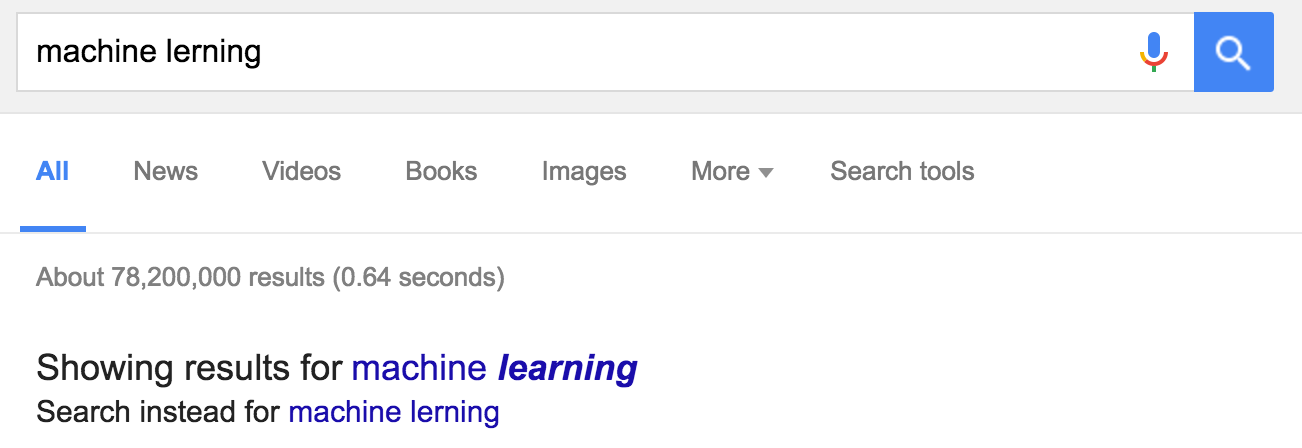 machine lerning
All News Videos Books Images More Search tools
About 78,200,000 results (0.64 seconds)
Showing results for machine learning
Search instead for machine lerning